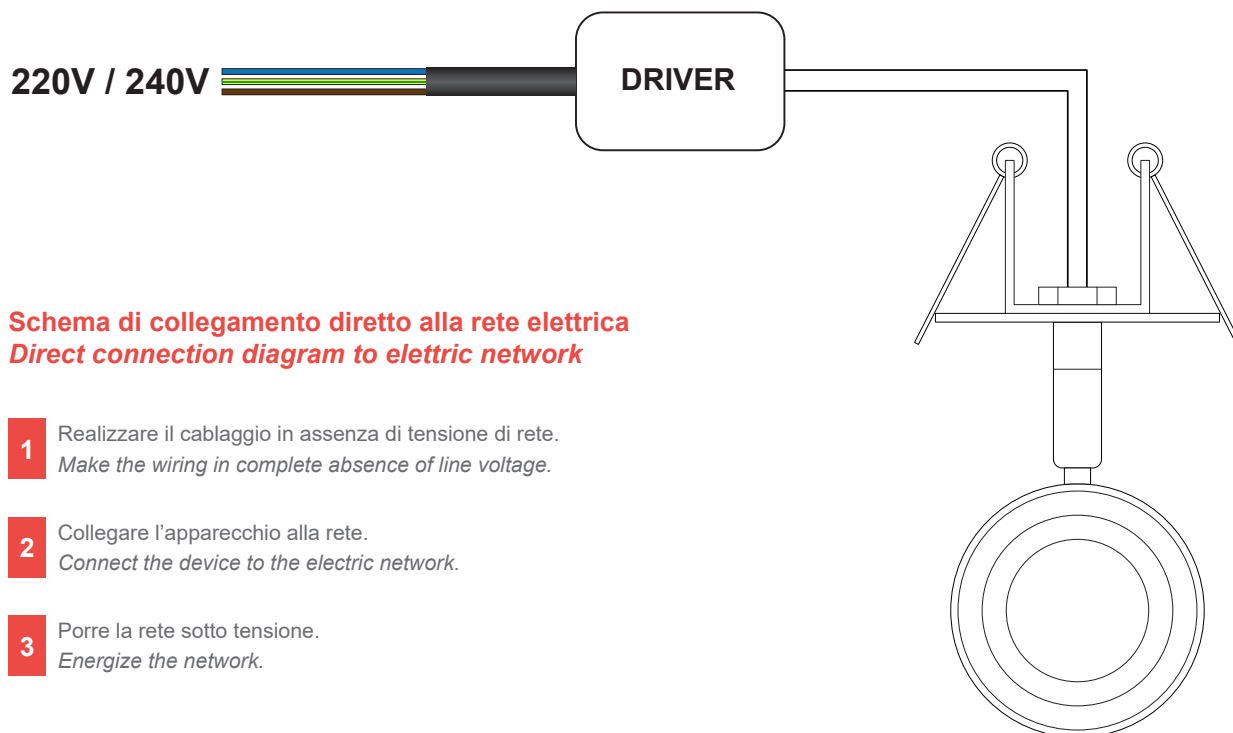 220V / 240V
DRIVER
Schema di collegamento diretto alla rete elettrica
Direct connection diagram to elettric network
1
Realizzare il cablaggio in assenza di tensione di rete.
Make the wiring in complete absence of line voltage.
2
Collegare l’apparecchio alla rete.
Connect the device to the electric network.
3
Porre la rete sotto tensione.
Energize the network.